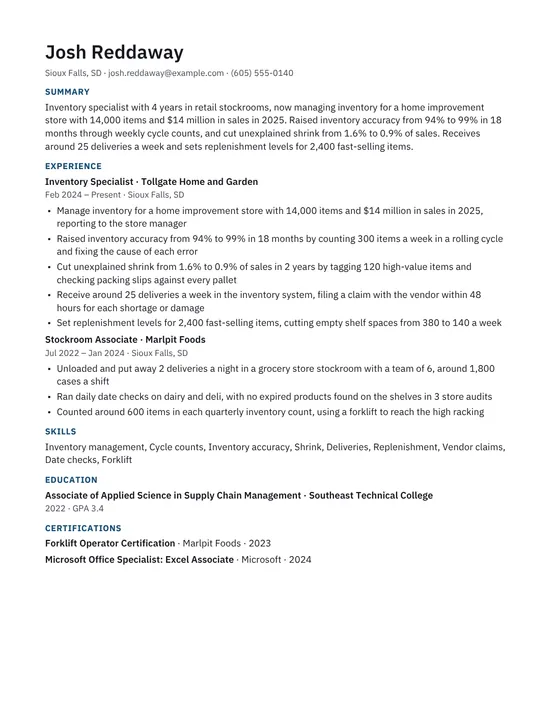 Josh Reddaway
Sioux Falls, SD · josh.reddaway@example.com · (605) 555-0140
SUMMARY
Inventory specialist with 4 years in retail stockrooms, now managing inventory for a home improvement
store with 14,000 items and $14 million in sales in 2025. Raised inventory accuracy from 94% to 99% in 18
months through weekly cycle counts, and cut unexplained shrink from 1.6% to 0.9% of sales. Receives
around 25 deliveries a week and sets replenishment levels for 2,400 fast-selling items.
EXPERIENCE
Inventory Specialist · Tollgate Home and Garden
Feb 2024 – Present · Sioux Falls, SD
• Manage inventory for a home improvement store with 14,000 items and $14 million in sales in 2025,
reporting to the store manager
• Raised inventory accuracy from 94% to 99% in 18 months by counting 300 items a week in a rolling cycle
and fixing the cause of each error
• Cut unexplained shrink from 1.6% to 0.9% of sales in 2 years by tagging 120 high-value items and
checking packing slips against every pallet
• Receive around 25 deliveries a week in the inventory system, filing a claim with the vendor within 48
hours for each shortage or damage
• Set replenishment levels for 2,400 fast-selling items, cutting empty shelf spaces from 380 to 140 a week
Stockroom Associate · Marlpit Foods
Jul 2022 – Jan 2024 · Sioux Falls, SD
• Unloaded and put away 2 deliveries a night in a grocery store stockroom with a team of 6, around 1,800
cases a shift
• Ran daily date checks on dairy and deli, with no expired products found on the shelves in 3 store audits
• Counted around 600 items in each quarterly inventory count, using a forklift to reach the high racking
SKILLS
Inventory management, Cycle counts, Inventory accuracy, Shrink, Deliveries, Replenishment, Vendor claims,
Date checks, Forklift
EDUCATION
Associate of Applied Science in Supply Chain Management · Southeast Technical College
2022 · GPA 3.4
CERTIFICATIONS
Forklift Operator Certification · Marlpit Foods · 2023
Microsoft Office Specialist: Excel Associate · Microsoft · 2024